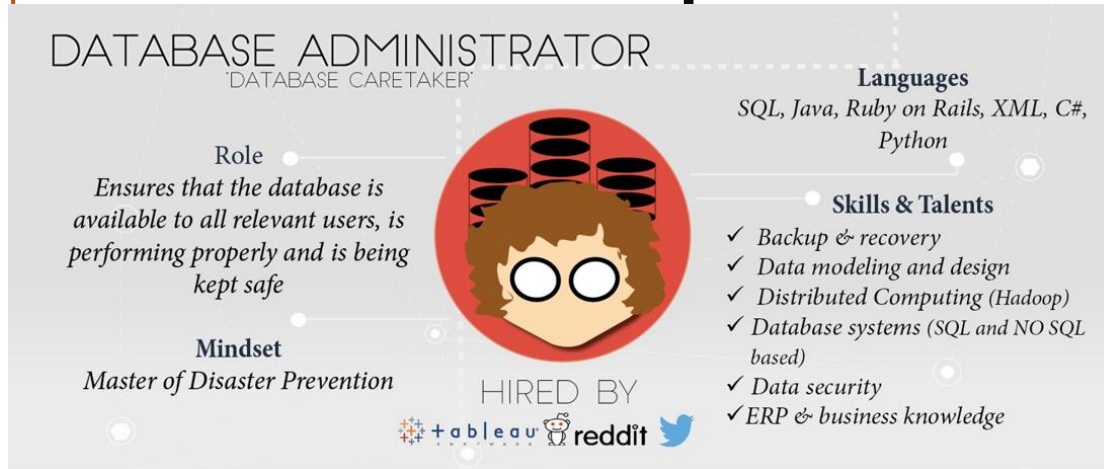 DATABASE ADMINISTRATOR
'DATABASE CARETAKER'
Role
Ensures that the database is
available to all relevant users, is
performing properly and is being
kept safe
Mindset
Master of Disaster Prevention
Languages
SQL, Java, Ruby on Rails, XML, C#,
Python
Skills & Talents
✓ Backup & recovery
✓ Data modeling and design
✓ Distributed Computing (Hadoop)
✓ Database systems (SQL and NO SQL
based)
✓ Data security
✓ ERP & business knowledge
HIRED BY
tableau reddit
SOFTWARE